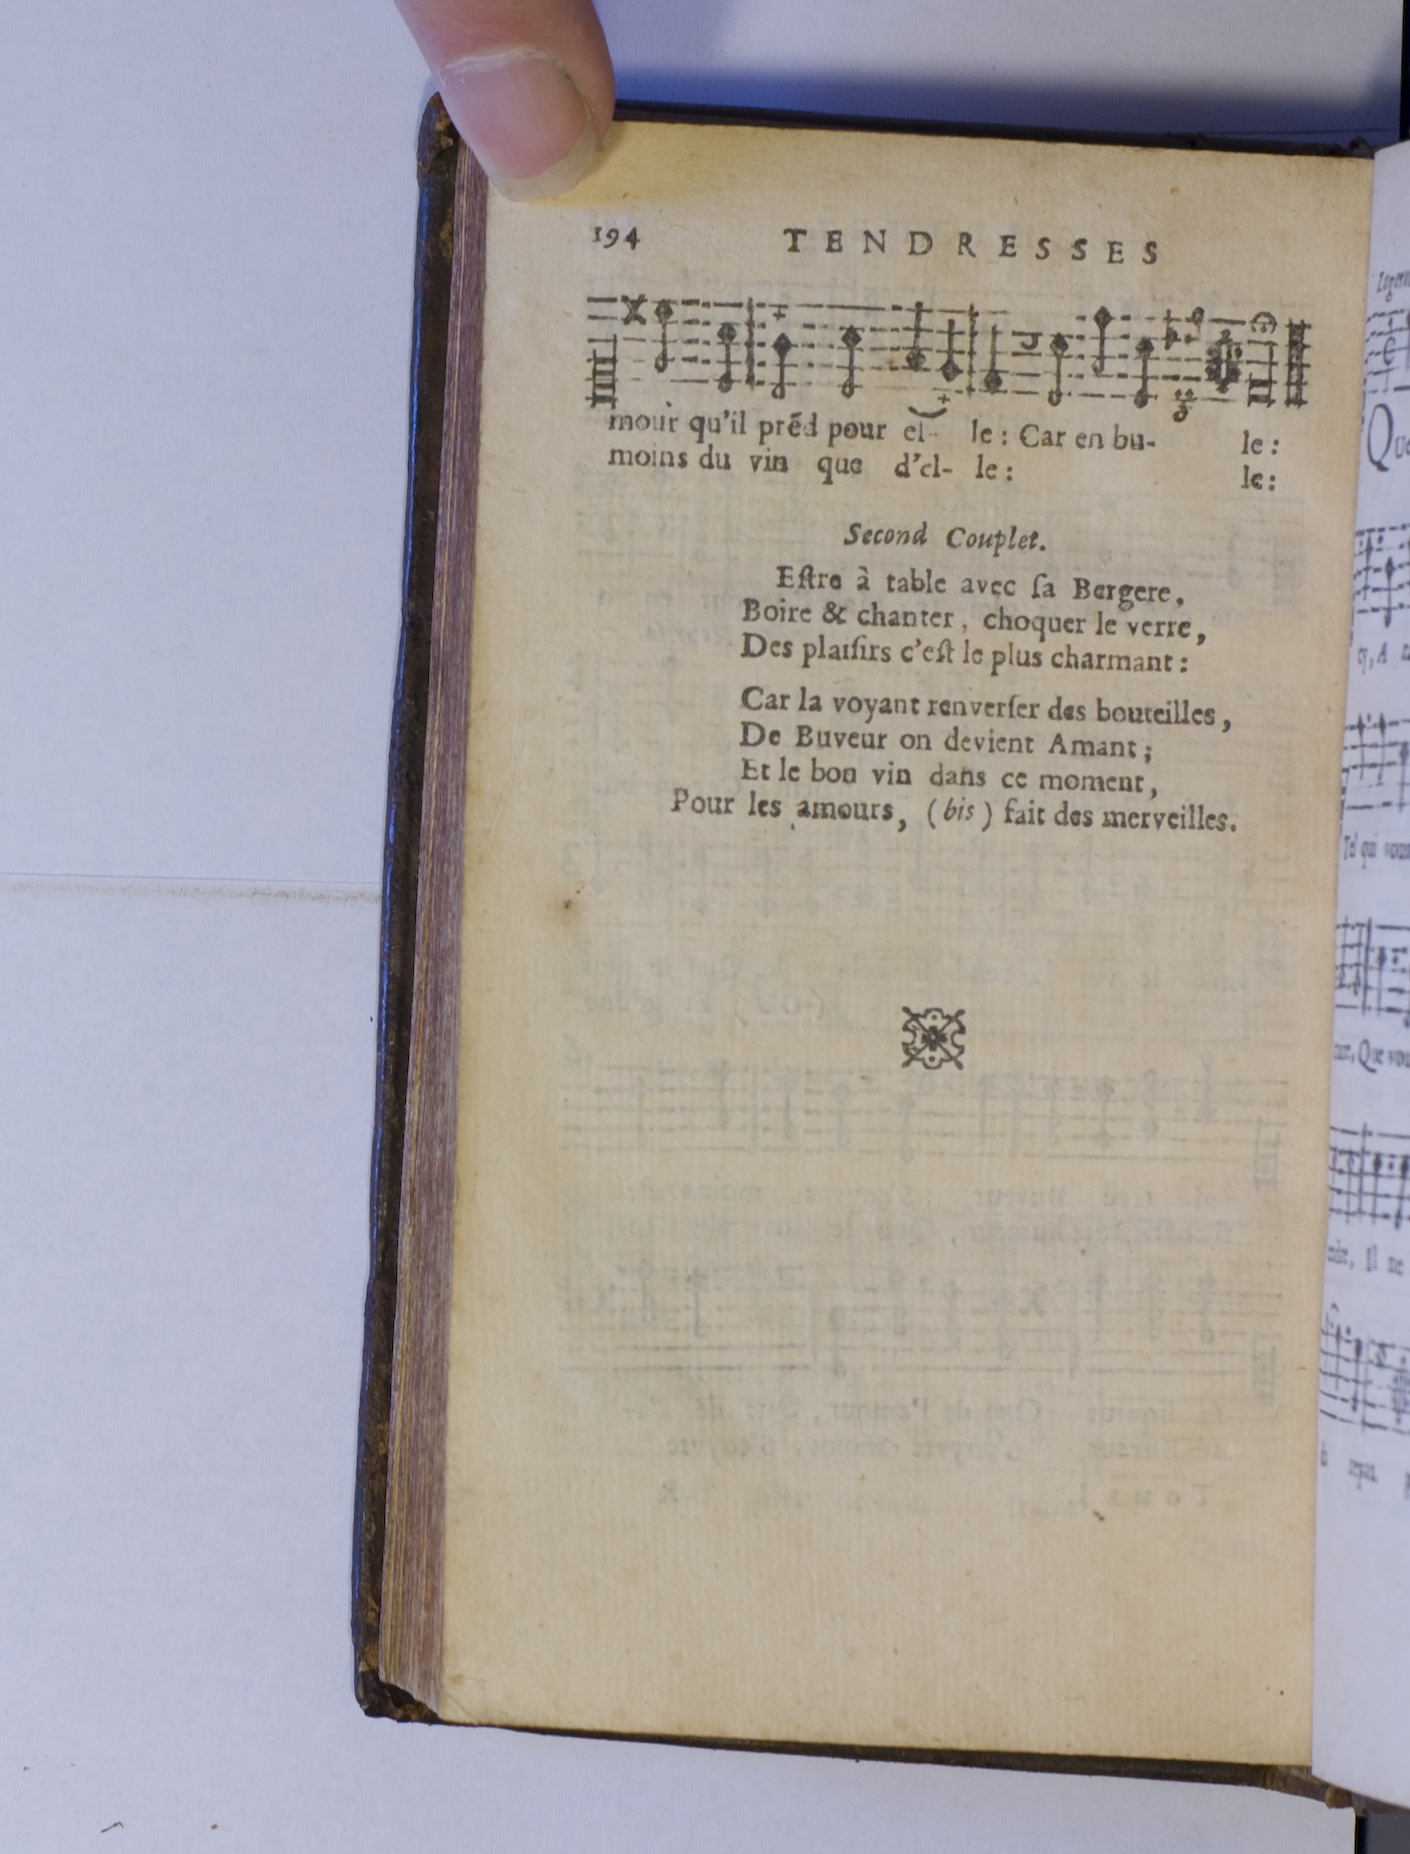 194 TENDRESSES
mour qu'il préd pour el- le : Car en bu- le :
moins du vin que d'el- le : le :
Second Couplet.
Eſtre à table avec ſa Bergere,
Boire & chanter, choquer le verre,
Des plaiſirs c'eſt le plus charmant :
Car la voyant renverſer des bouteilles,
De Buveur on devient Amant ;
Et le bon vin dans ce moment,
Pour les amours, (bis) fait des merveilles.